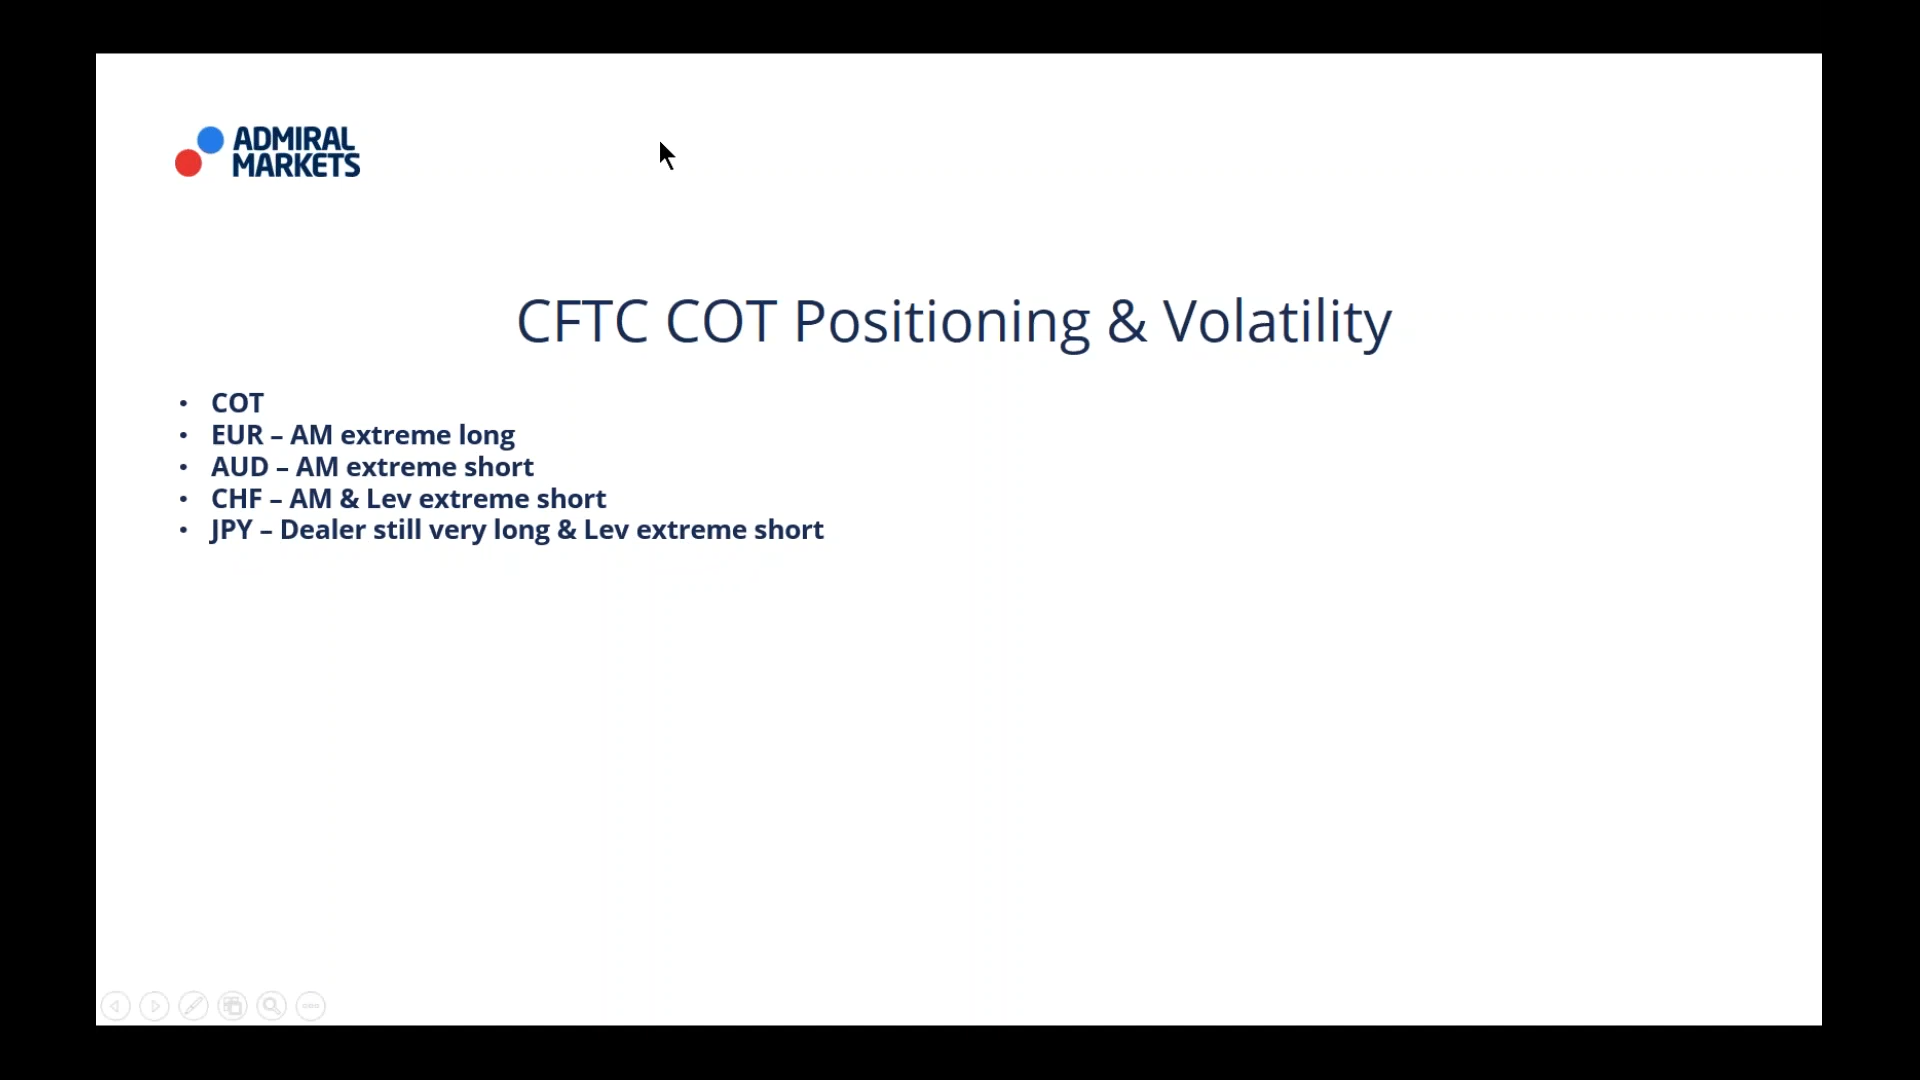 ADMIRAL
MARKETS
CFTC COT Positioning & Volatility
• COT
• EUR – AM extreme long
• AUD – AM extreme short
• CHF – AM & Lev extreme short
• JPY – Dealer still very long & Lev extreme short